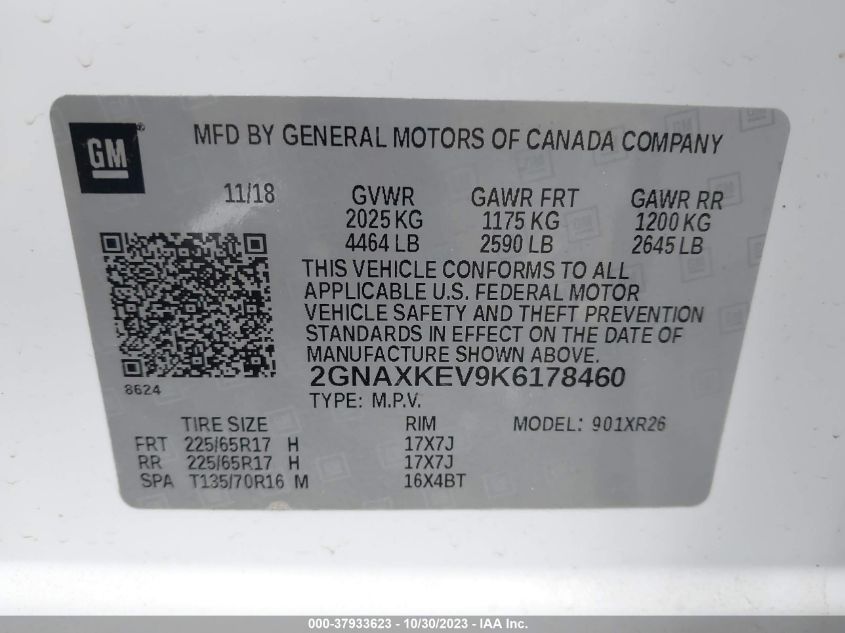 GM
MFD BY GENERAL MOTORS OF CANADA COMPANY
11/18 GVWR GAWR FRT GAWR RR
2025 KG 1175 KG 1200 KG
4464 LB 2590 LB 2645 LB
THIS VEHICLE CONFORMS TO ALL
APPLICABLE U.S. FEDERAL MOTOR
VEHICLE SAFETY AND THEFT PREVENTION
STANDARDS IN EFFECT ON THE DATE OF
MANUFACTURE SHOWN ABOVE.
8624
2GNAXKEV9K6178460
TYPE: M.P.V.
TIRE SIZE RIM MODEL: 901XR26
FRT 225/65R17 H 17X7J
RR 225/65R17 H 17X7J
SPA T135/70R16 M 16X4BT
000-37933623 - 10/30/2023 - IAA Inc.